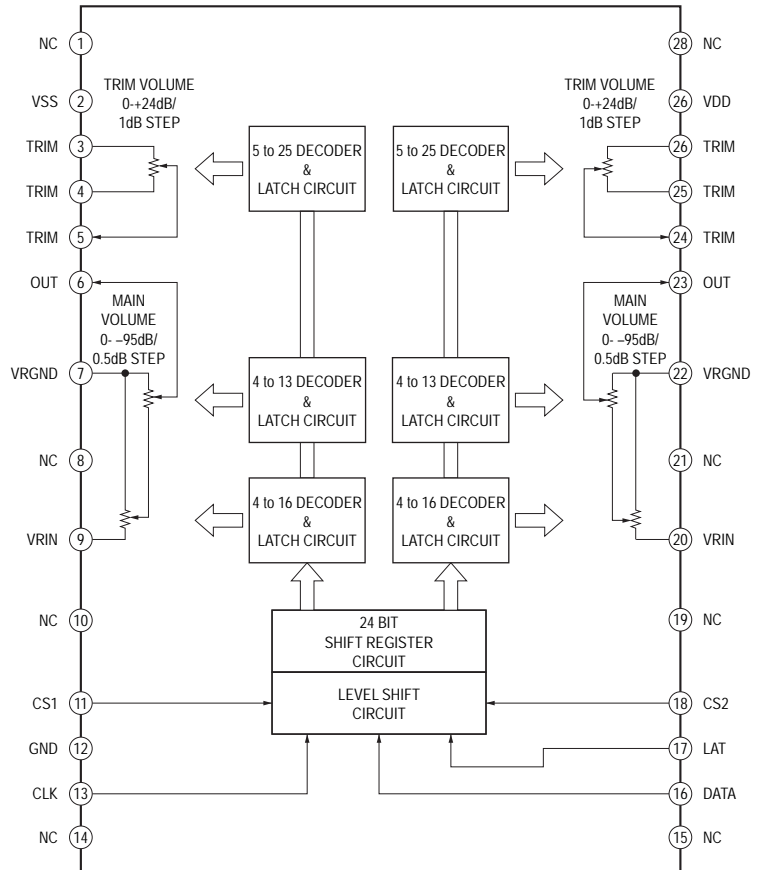 NC 1
28 NC
TRIM VOLUME
0-+24dB/
1dB STEP
TRIM VOLUME
0-+24dB/
1dB STEP
VSS 2
26 VDD
TRIM 3
26 TRIM
TRIM 4
25 TRIM
TRIM 5
24 TRIM
5 to 25 DECODER
&
LATCH CIRCUIT
5 to 25 DECODER
&
LATCH CIRCUIT
OUT 6
23 OUT
MAIN
VOLUME
0- –95dB/
0.5dB STEP
MAIN
VOLUME
0- –95dB/
0.5dB STEP
VRGND 7
22 VRGND
4 to 13 DECODER
&
LATCH CIRCUIT
4 to 13 DECODER
&
LATCH CIRCUIT
NC 8
21 NC
4 to 16 DECODER
&
LATCH CIRCUIT
4 to 16 DECODER
&
LATCH CIRCUIT
VRIN 9
20 VRIN
NC 10
19 NC
24 BIT
SHIFT REGISTER
CIRCUIT
LEVEL SHIFT
CIRCUIT
CS1 11
18 CS2
GND 12
17 LAT
CLK 13
16 DATA
NC 14
15 NC